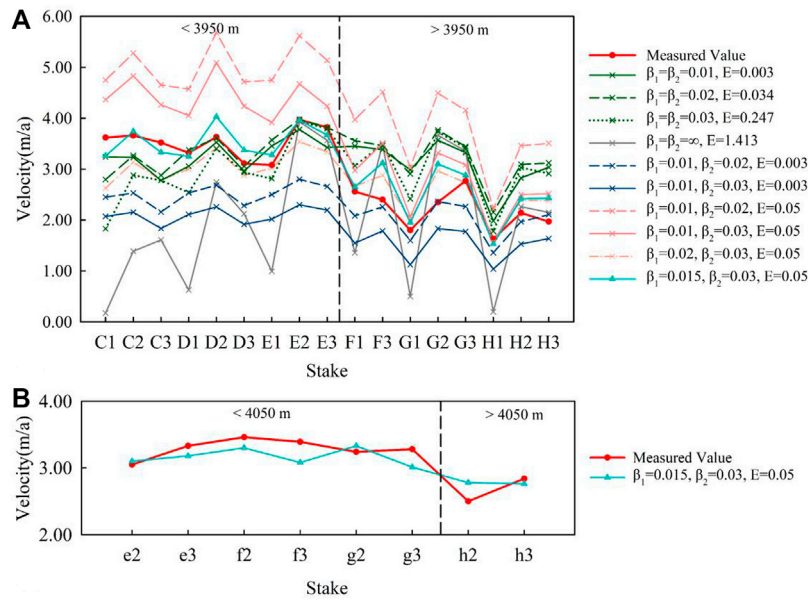 A
< 3950 m
> 3950 m
6.00
5.00
4.00
3.00
2.00
1.00
0.00
Velocity(m/a)
C1 C2 C3 D1 D2 D3 E1 E2 E3 F1 F3 G1 G2 G3 H1 H2 H3
Stake
Measured Value
β₁=β₂=0.01, E=0.003
β₁=β₂=0.02, E=0.034
β₁=β₂=0.03, E=0.247
β₁=β₂=∞, E=1.413
β₁=0.01, β₂=0.02, E=0.003
β₁=0.01, β₂=0.03, E=0.003
β₁=0.01, β₂=0.02, E=0.05
β₁=0.01, β₂=0.03, E=0.05
β₁=0.02, β₂=0.03, E=0.05
β₁=0.015, β₂=0.03, E=0.05
B
< 4050 m
> 4050 m
4.00
3.00
2.00
Velocity(m/a)
e2 e3 f2 f3 g2 g3 h2 h3
Stake
Measured Value
β₁=0.015, β₂=0.03, E=0.05